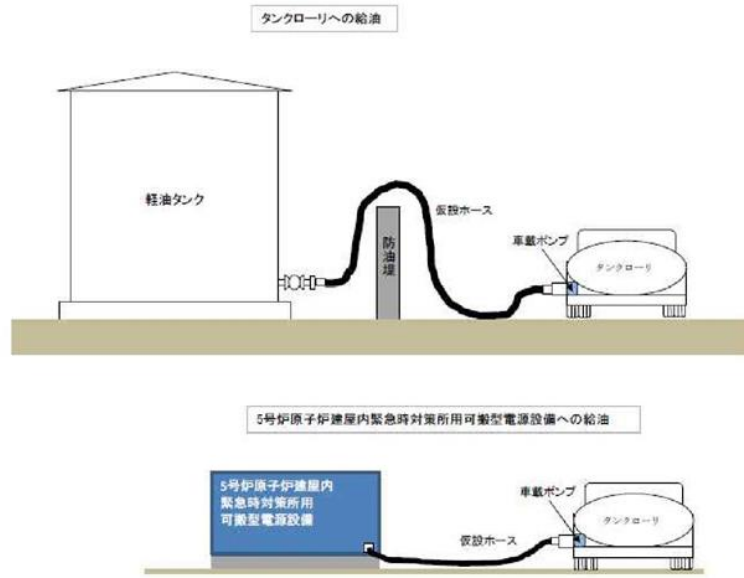 タンクローリへの給油
軽油タンク
防油堤
仮設ホース
車載ポンプ
タンクローリ
5号炉原子炉建屋内緊急時対策所用可搬型電源設備への給油
5号炉原子炉建屋内
緊急時対策所用
可搬型電源設備
仮設ホース
車載ポンプ
タンクローリ